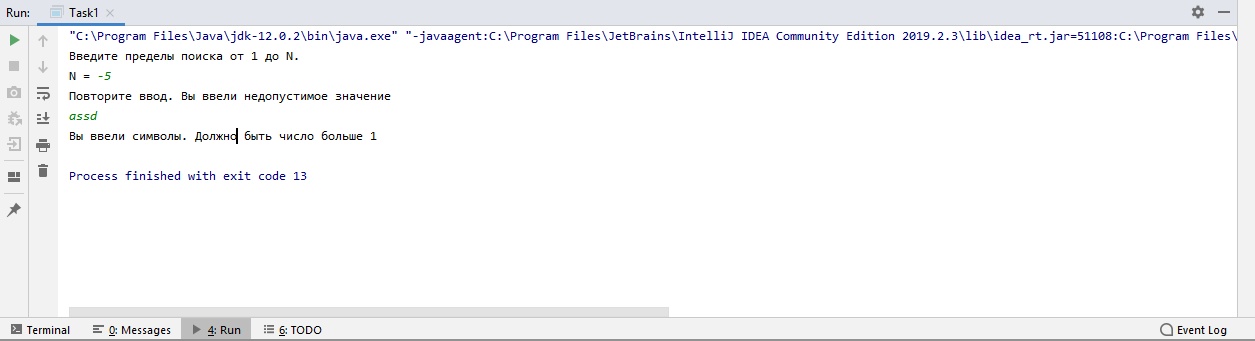 Run: Task1
"C:\Program Files\Java\jdk-12.0.2\bin\java.exe" "-javaagent:C:\Program Files\JetBrains\IntelliJ IDEA Community Edition 2019.2.3\lib\idea_rt.jar=51108:C:\Program Files\
Введите пределы поиска от 1 до N.
N = -5
Повторите ввод. Вы ввели недопустимое значение
assd
Вы ввели символы. Должно быть число больше 1
Process finished with exit code 13
Terminal 0: Messages 4: Run 6: TODO Event Log